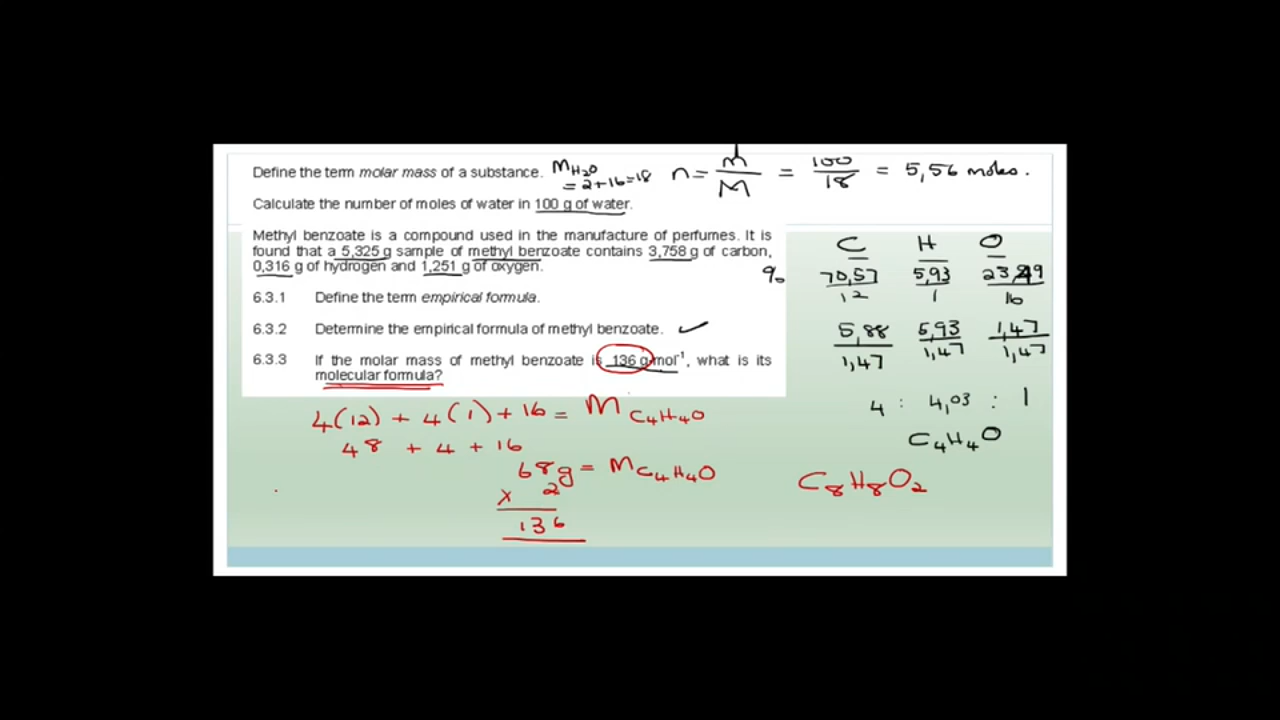 Define the term molar mass of a substance. M H₂O n = m/M = 100/18 = 5,56 moles.
= 2+16=18
Calculate the number of moles of water in 100 g of water.
Methyl benzoate is a compound used in the manufacture of perfumes. It is
found that a 5,325 g sample of methyl benzoate contains 3,758 g of carbon,
0,316 g of hydrogen and 1,251 g of oxygen.
6.3.1 Define the term empirical formula.
6.3.2 Determine the empirical formula of methyl benzoate. ✓
6.3.3 If the molar mass of methyl benzoate is 136 g·mol⁻¹, what is its
molecular formula?
C H O
% 70,57/12 5,93/1 /16
5,88/1,47 5,93/1,47 1,47/1,47
4 : 4,03 : 1
C₄H₄O
4(12) + 4(1) + 16 = M C₄H₄O
48 + 4 + 16
68g = M C₄H₄O
x 2
136
C₈H₈O₂